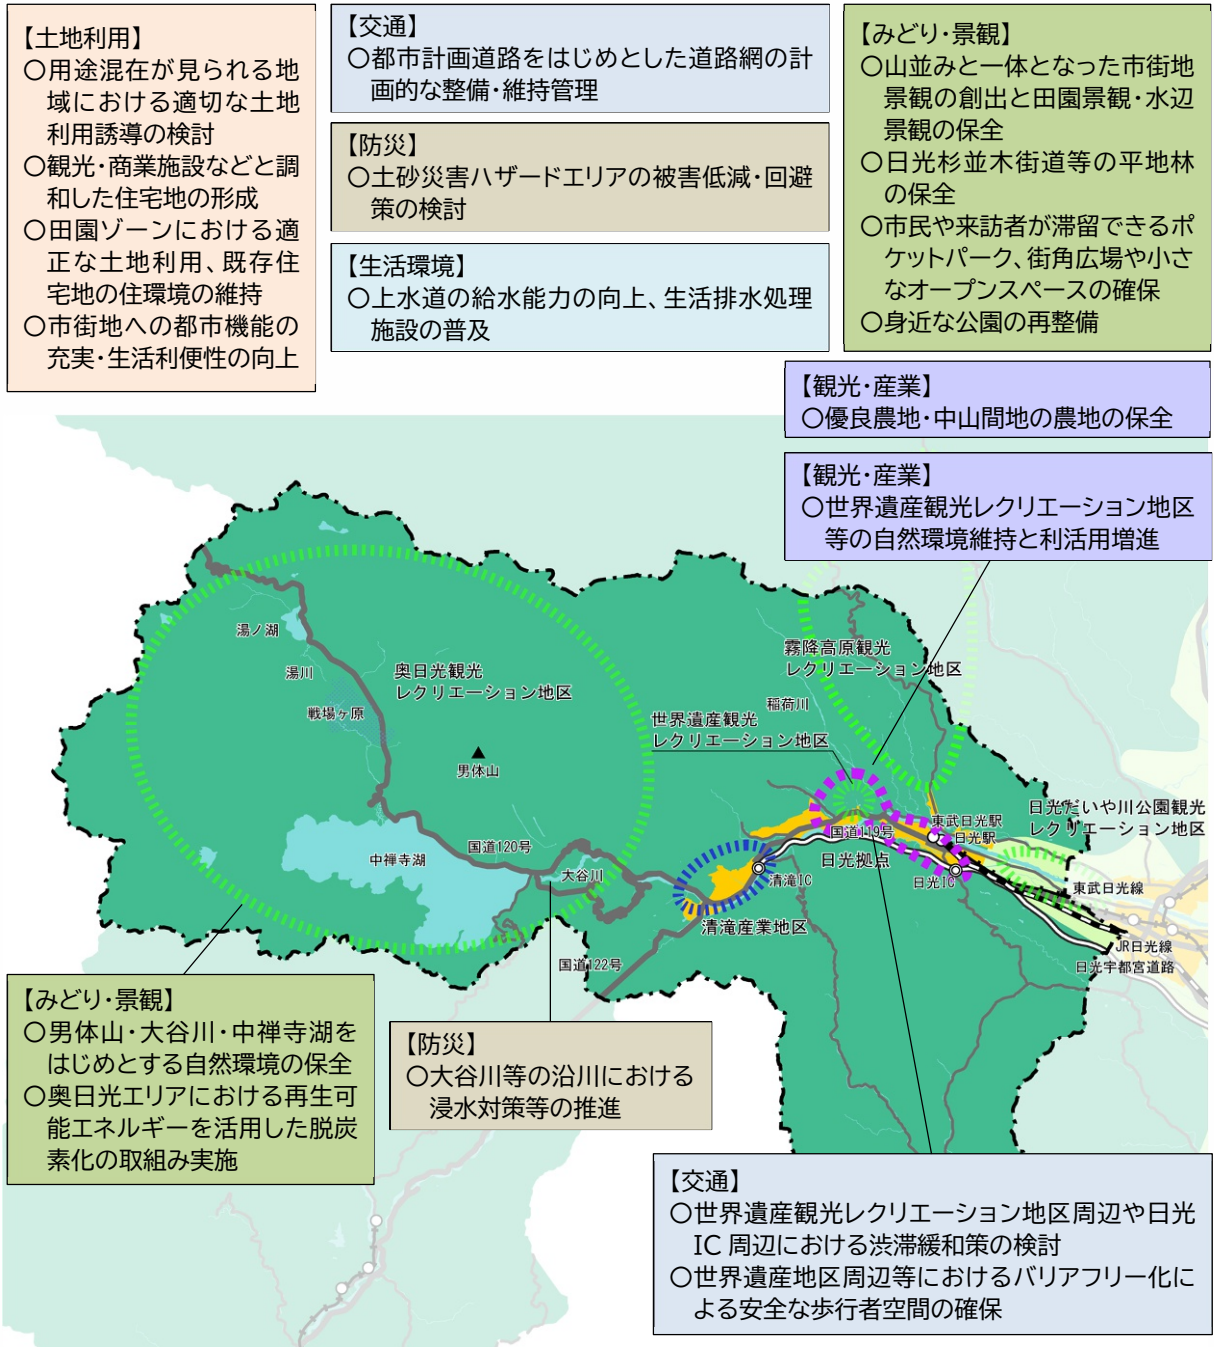 【土地利用】
〇用途混在が見られる地
域における適切な土地
利用誘導の検討
〇観光・商業施設などと調
和した住宅地の形成
〇田園ゾーンにおける適
正な土地利用、既存住
宅地の住環境の維持
〇市街地への都市機能の
充実・生活利便性の向上
【交通】
〇都市計画道路をはじめとした道路網の計
画的な整備・維持管理
【防災】
〇土砂災害ハザードエリアの被害低減・回避
策の検討
【生活環境】
〇上水道の給水能力の向上、生活排水処理
施設の普及
【みどり・景観】
〇山並みと一体となった市街地
景観の創出と田園景観・水辺
景観の保全
〇日光杉並木街道等の平地林
の保全
〇市民や来訪者が滞留できるポ
ケットパーク、街角広場や小さ
なオープンスペースの確保
〇身近な公園の再整備
【観光・産業】
〇優良農地・中山間地の農地の保全
【観光・産業】
〇世界遺産観光レクリエーション地区
等の自然環境維持と利活用増進
湯ノ湖
湯川
戦場ヶ原
奥日光観光
レクリエーション地区
男体山
霧降高原観光
レクリエーション地区
稲荷川
世界遺産観光
レクリエーション地区
日光だいや川公園観光
レクリエーション地区
東武日光駅
日光駅
国道119号
日光拠点
日光IC
清滝IC
清滝産業地区
中禅寺湖
国道120号
大谷川
国道122号
東武日光線
JR日光線
日光宇都宮道路
【みどり・景観】
〇男体山・大谷川・中禅寺湖を
はじめとする自然環境の保全
〇奥日光エリアにおける再生可
能エネルギーを活用した脱炭
素化の取組み実施
【防災】
〇大谷川等の沿川における
浸水対策等の推進
【交通】
〇世界遺産観光レクリエーション地区周辺や日光
IC 周辺における渋滞緩和策の検討
〇世界遺産地区周辺等におけるバリアフリー化に
よる安全な歩行者空間の確保